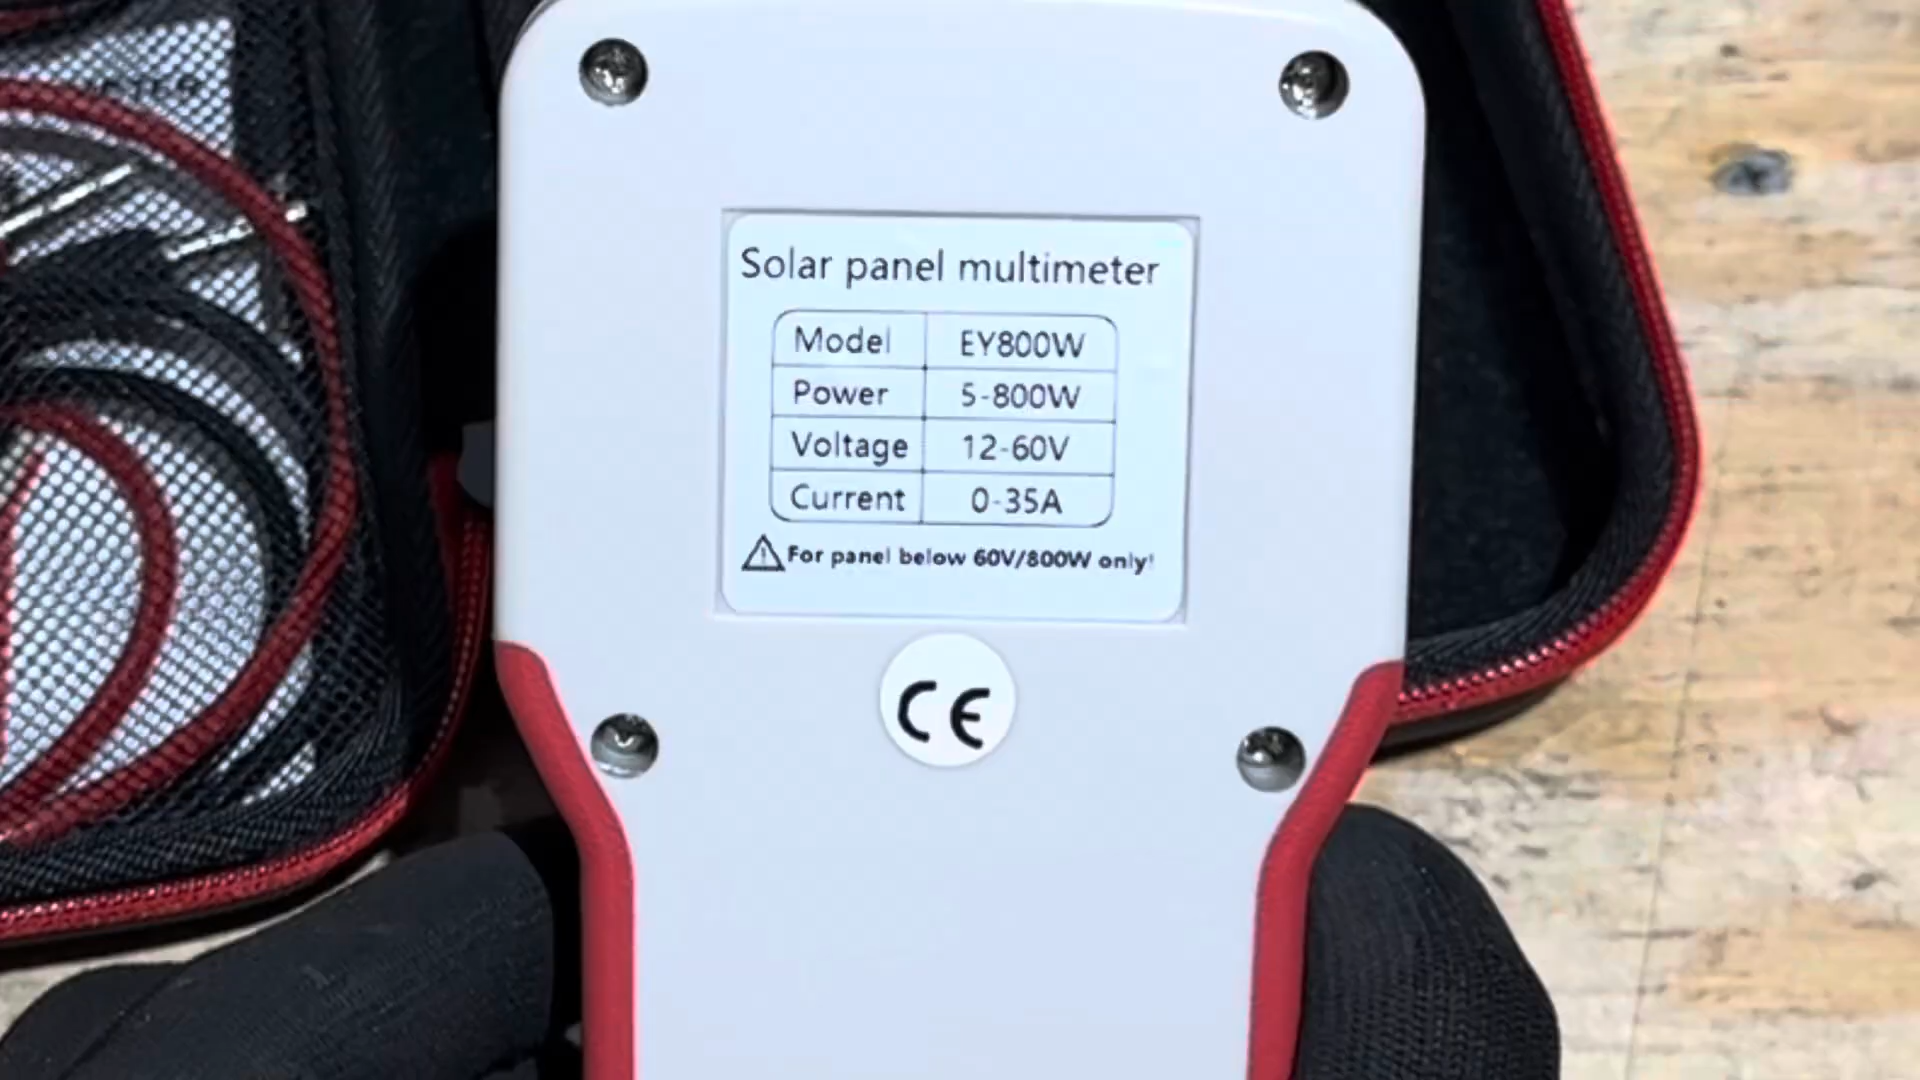 Solar panel multimeter
Model EY800W
Power 5-800W
Voltage 12-60V
Current 0-35A
For panel below 60V/800W only!
CE